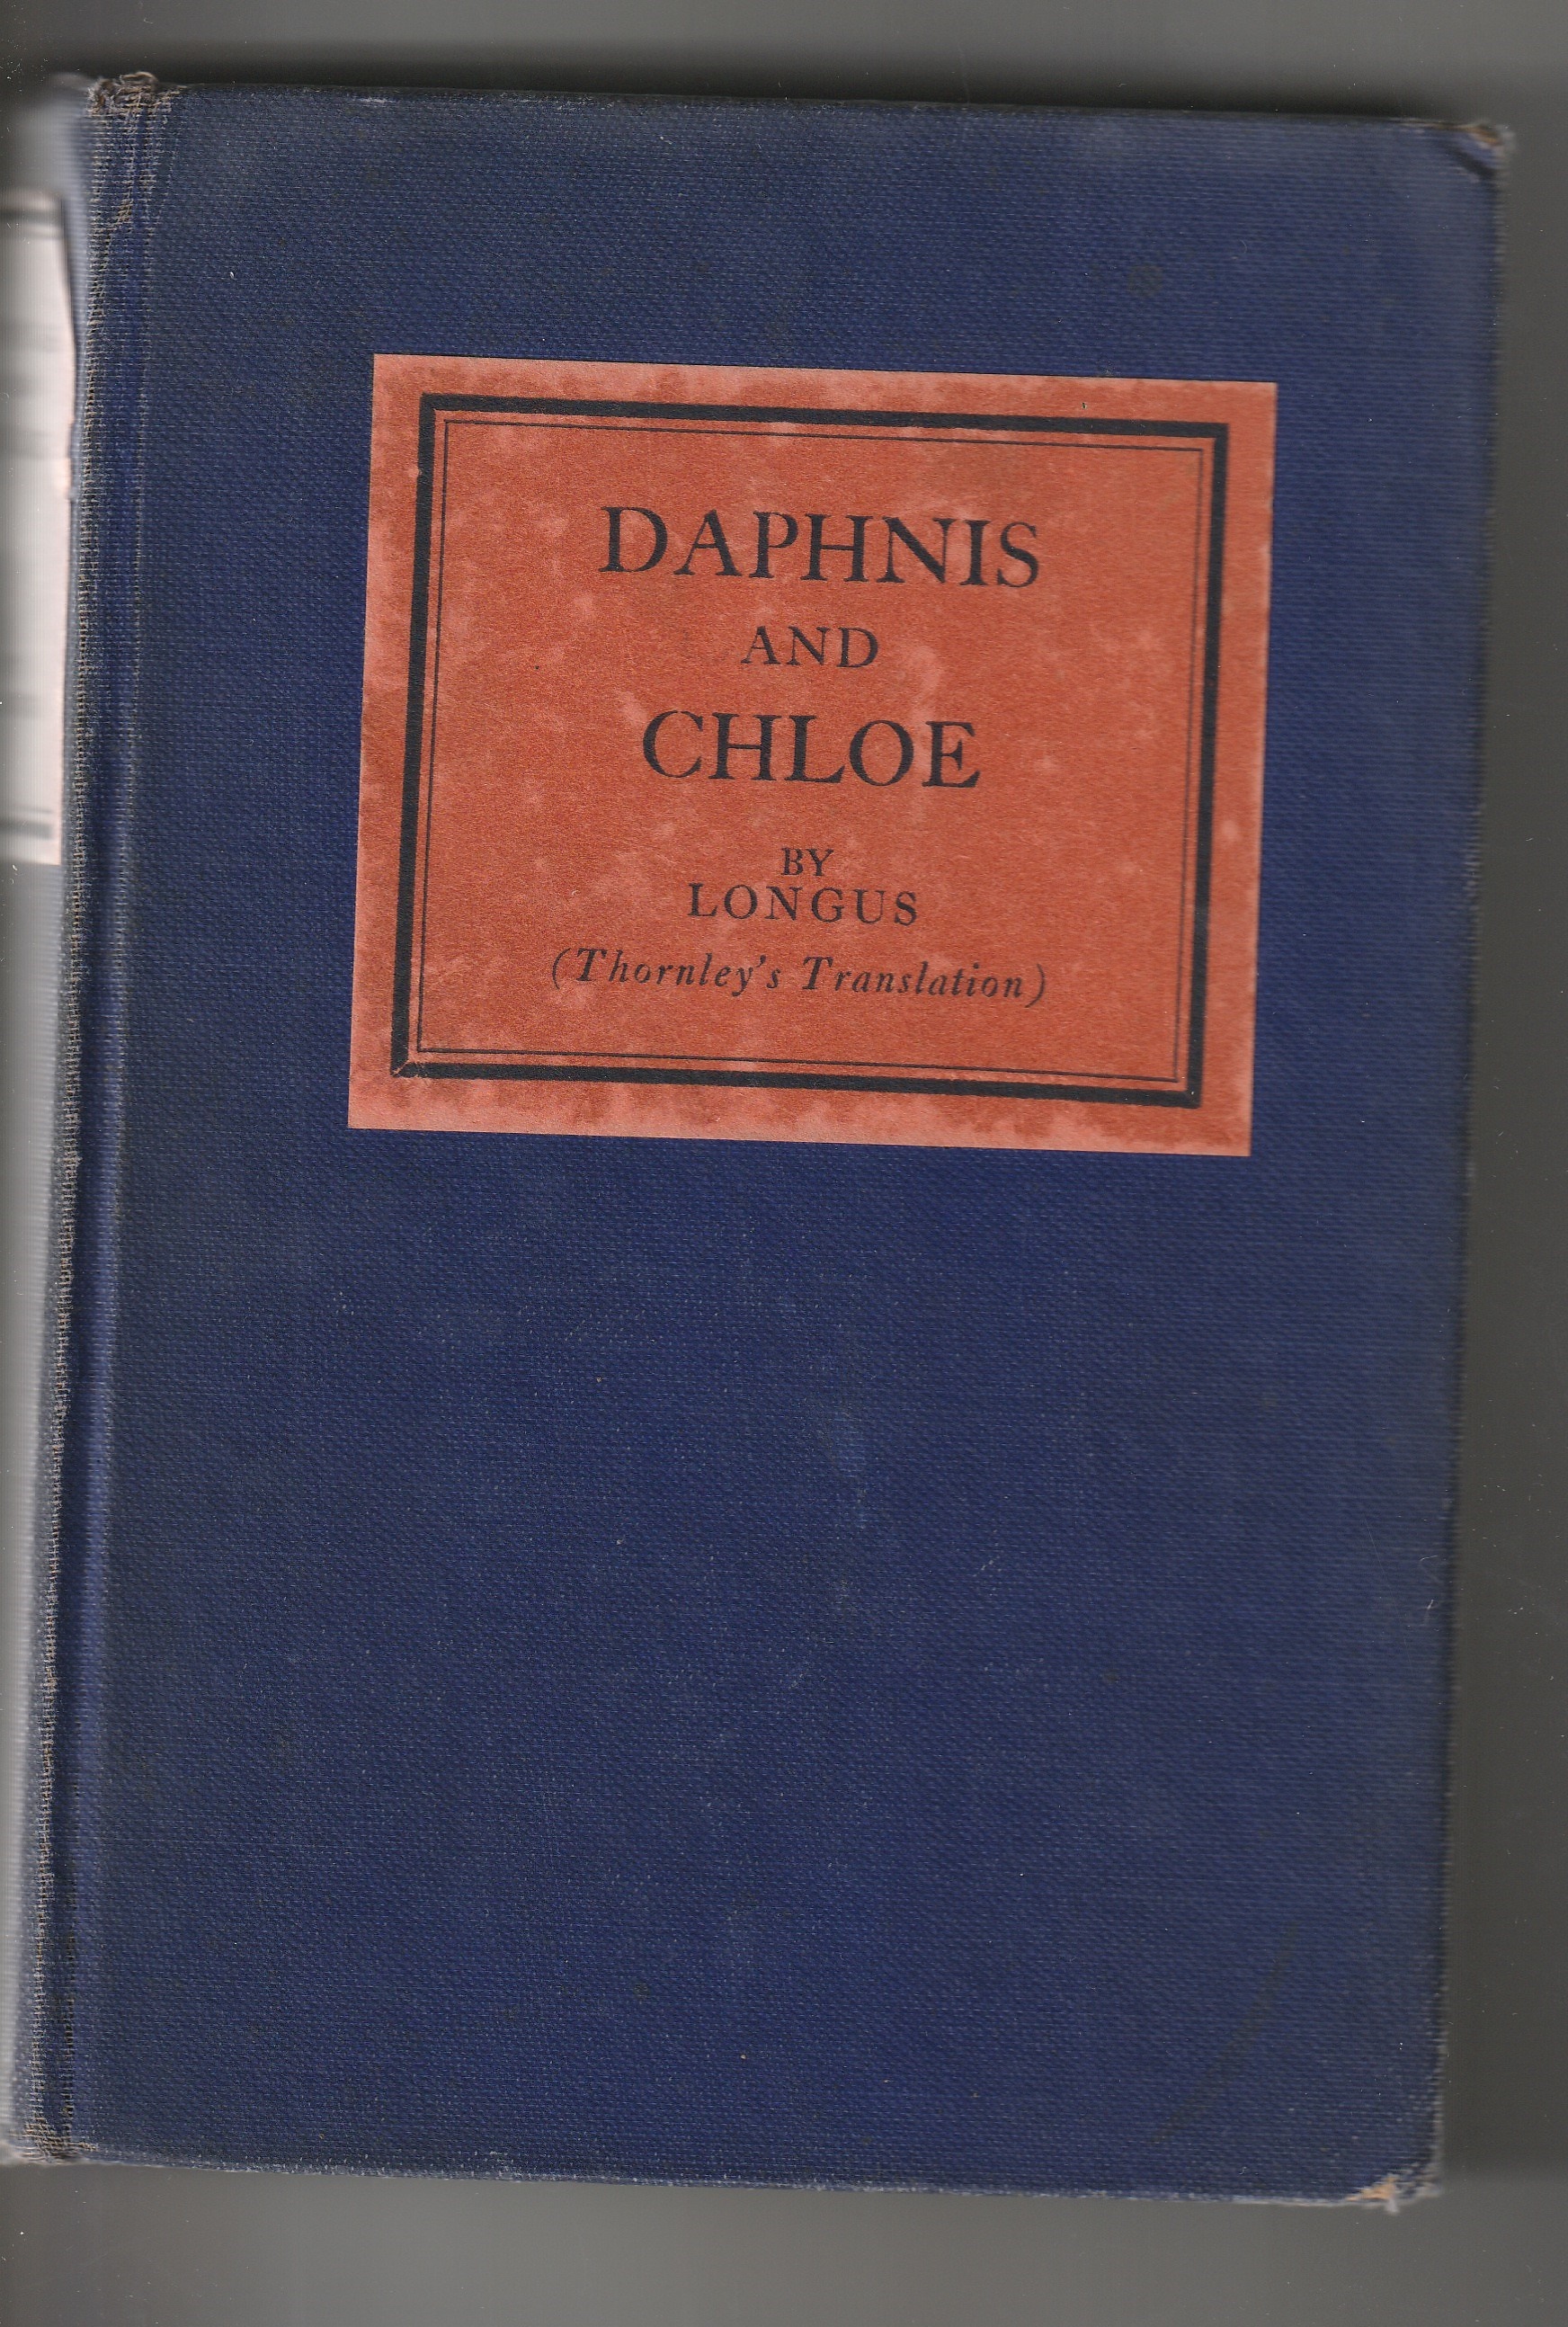 DAPHNIS
AND
CHLOE
BY
LONGUS
(Thornley's Translation)